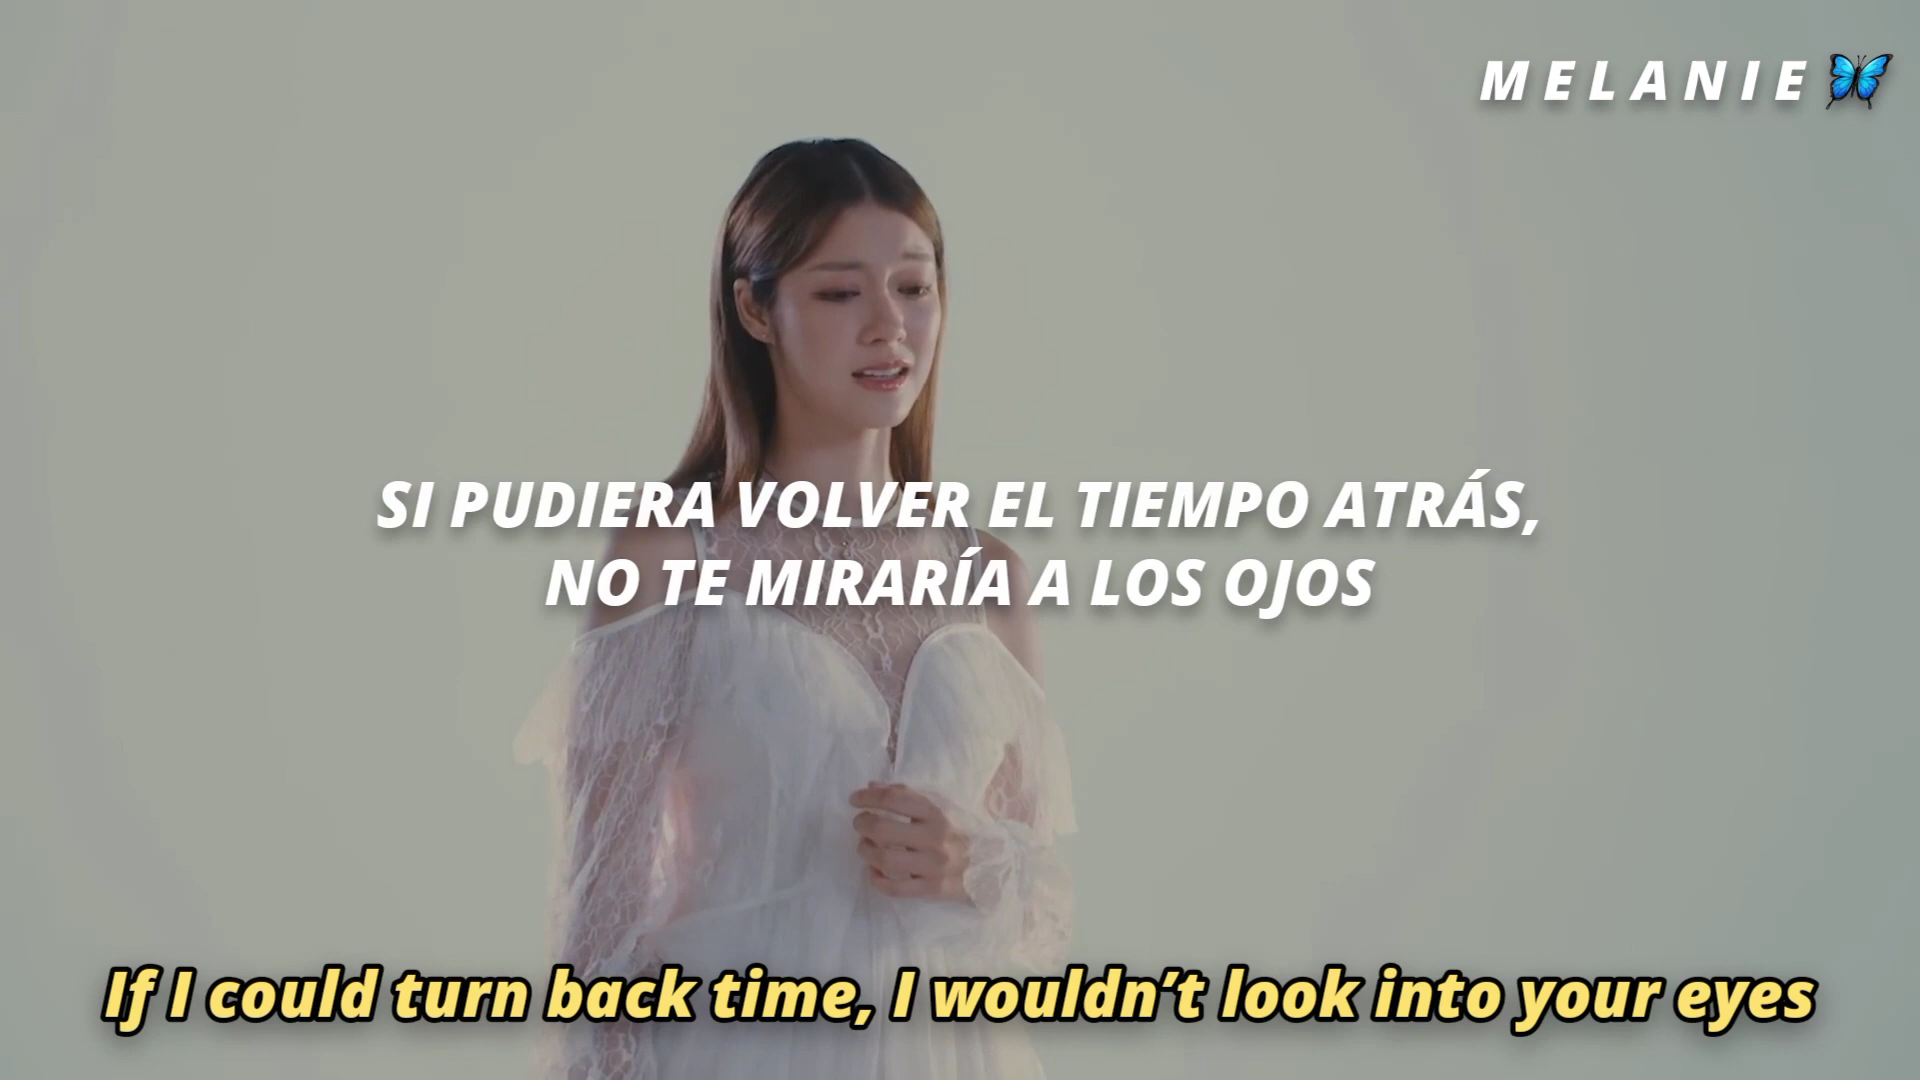 MELANIE
SI PUDIERA VOLVER EL TIEMPO ATRÁS,
NO TE MIRARÍA A LOS OJOS
If I could turn back time, I wouldn’t look into your eyes